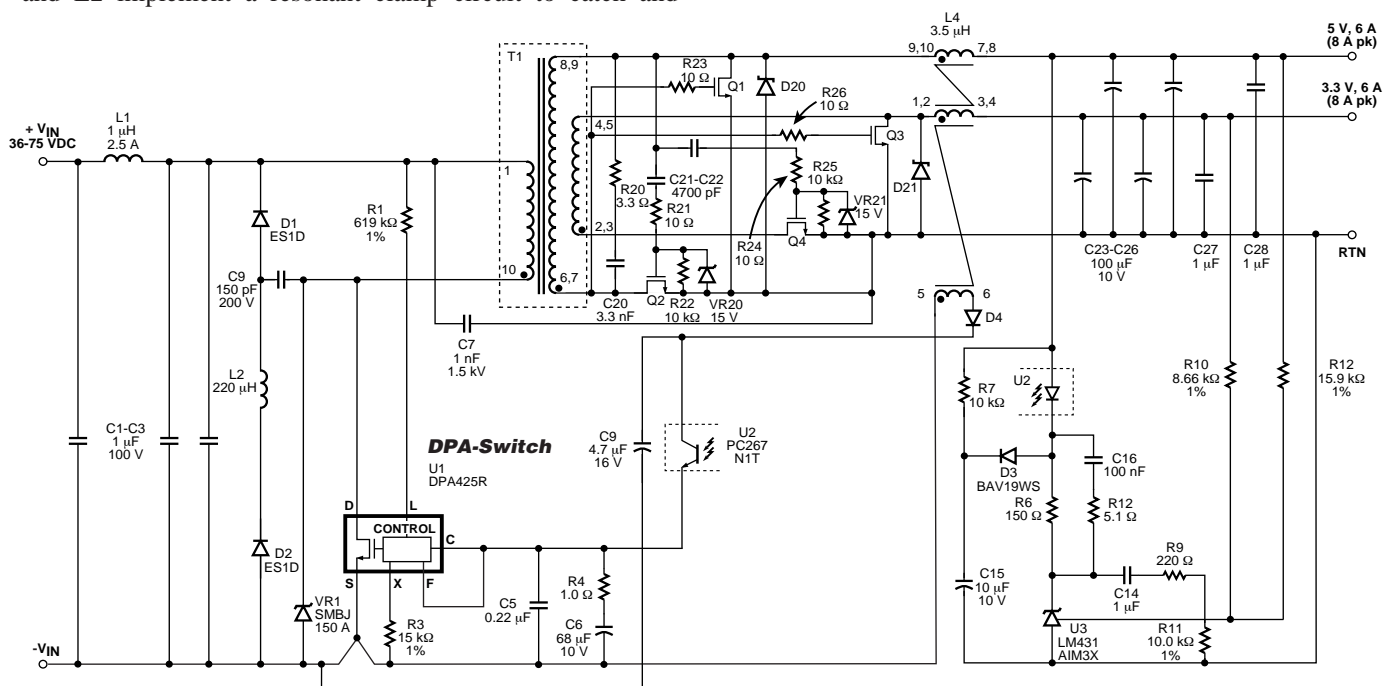 and L2 implement a resonant clamp circuit to catch and
L4
3.5 µH
9,10
7,8
5 V, 6 A
(8 A pk)
T1
8,9
R23
10 Ω
Q1
D20
R26
10 Ω
1,2
3,4
3.3 V, 6 A
(8 A pk)
L1
1 µH
2.5 A
+ VIN
36-75 VDC
4,5
Q3
1
C21-C22
4700 pF
R25
10 kΩ
D21
D1
ES1D
R1
619 kΩ
1%
R20
3.3 Ω
R21
10 Ω
VR21
15 V
2,3
R24
10 Ω
Q4
C23-C26
100 µF
10 V
C27
1 µF
C28
1 µF
RTN
C9
150 pF
200 V
10
6,7
C20
3.3 nF
Q2
R22
10 kΩ
VR20
15 V
5
6
D4
C7
1 nF
1.5 kV
L2
220 µH
R7
10 kΩ
U2
R10
8.66 kΩ
1%
R12
15.9 kΩ
1%
C1-C3
1 µF
100 V
DPA-Switch
U1
DPA425R
C9
4.7 µF
16 V
U2
PC267
N1T
D3
BAV19WS
C16
100 nF
R6
150 Ω
R12
5.1 Ω
D
L
CONTROL
C
S
X
F
D2
ES1D
R9
220 Ω
C14
1 µF
C15
10 µF
10 V
VR1
SMBJ
150 A
R3
15 kΩ
1%
C5
0.22 µF
R4
1.0 Ω
C6
68 µF
10 V
U3
LM431
AIM3X
R11
10.0 kΩ
1%
-VIN